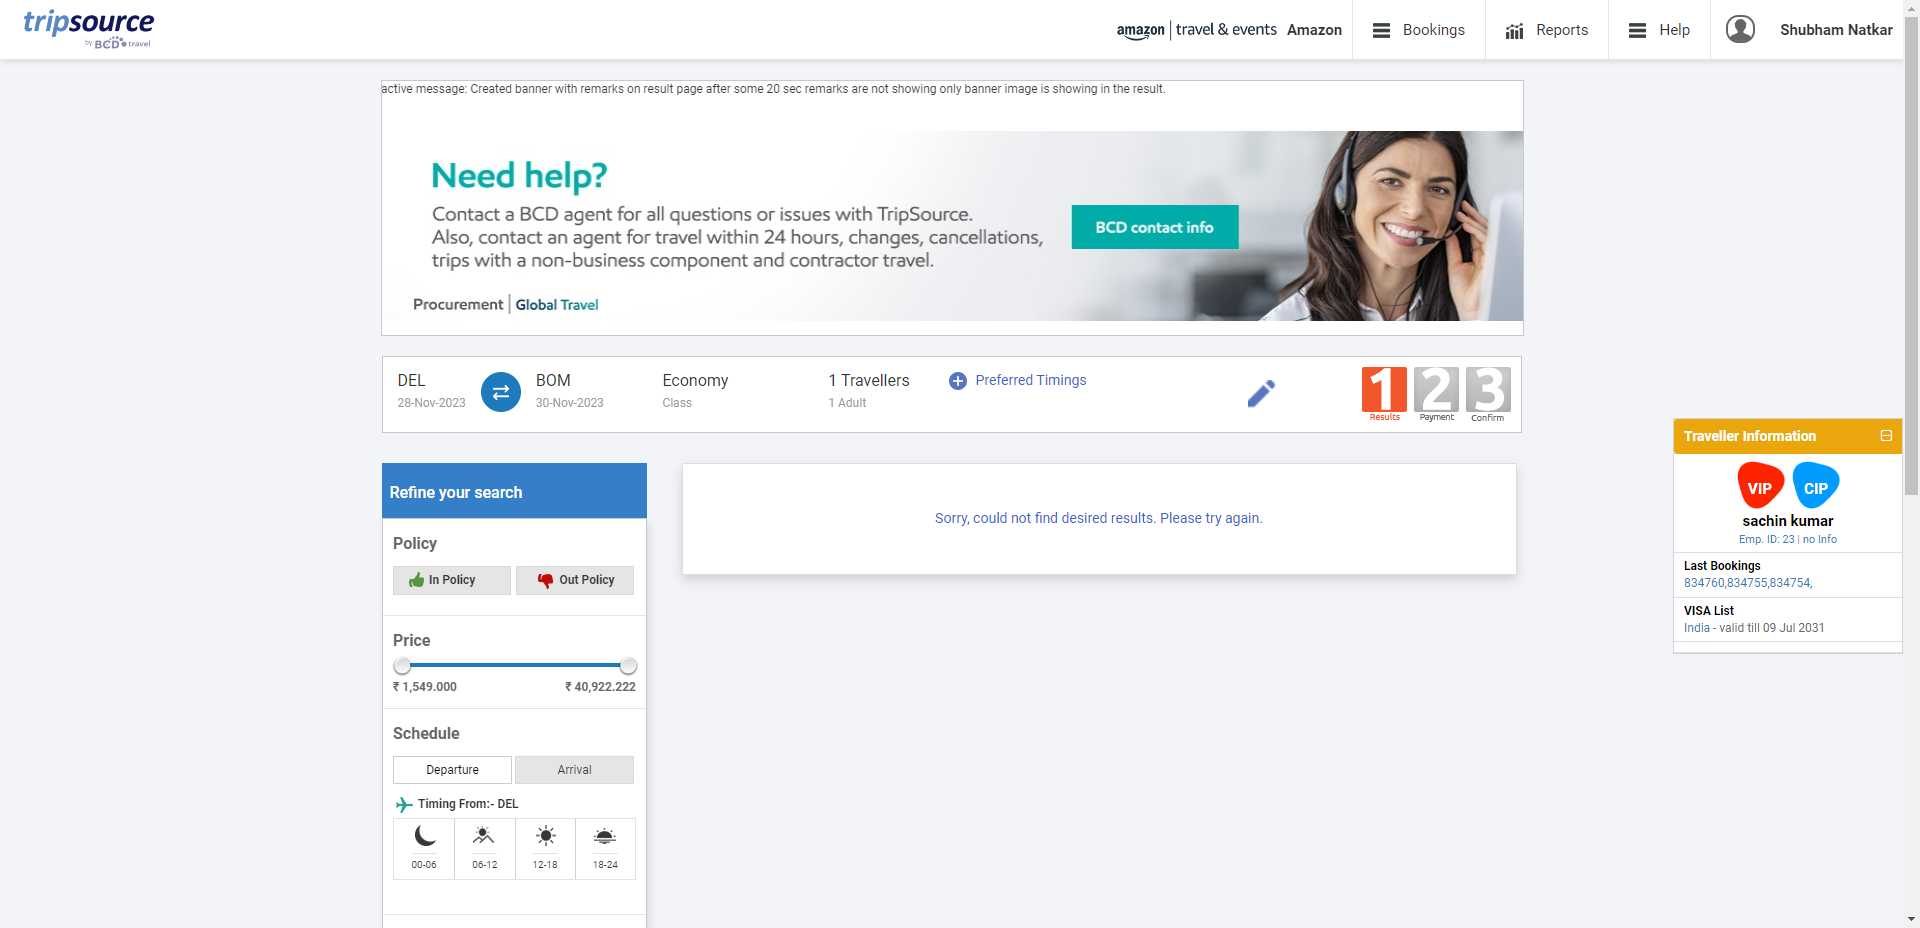 tripsource
by BCD travel
amazon | travel & events Amazon
Bookings
Reports
Help
Shubham Natkar
active message: Created banner with remarks on result page after some 20 sec remarks are not showing only banner image is showing in the result.
Need help?
Contact a BCD agent for all questions or issues with TripSource.
Also, contact an agent for travel within 24 hours, changes, cancellations,
trips with a non-business component and contractor travel.
BCD contact info
Procurement | Global Travel
DEL
28-Nov-2023
BOM
30-Nov-2023
Economy
Class
1 Travellers
1 Adult
Preferred Timings
1 2 3
Results Payment Confirm
Traveller Information
VIP CIP
sachin kumar
Emp. ID: 23 | no Info
Last Bookings
834760,834755,834754,
VISA List
India - valid till 09 Jul 2031
Refine your search
Policy
In Policy
Out Policy
Price
₹ 1,549.000
₹ 40,922.222
Schedule
Departure
Arrival
Timing From:- DEL
00-06
06-12
12-18
18-24
Sorry, could not find desired results. Please try again.